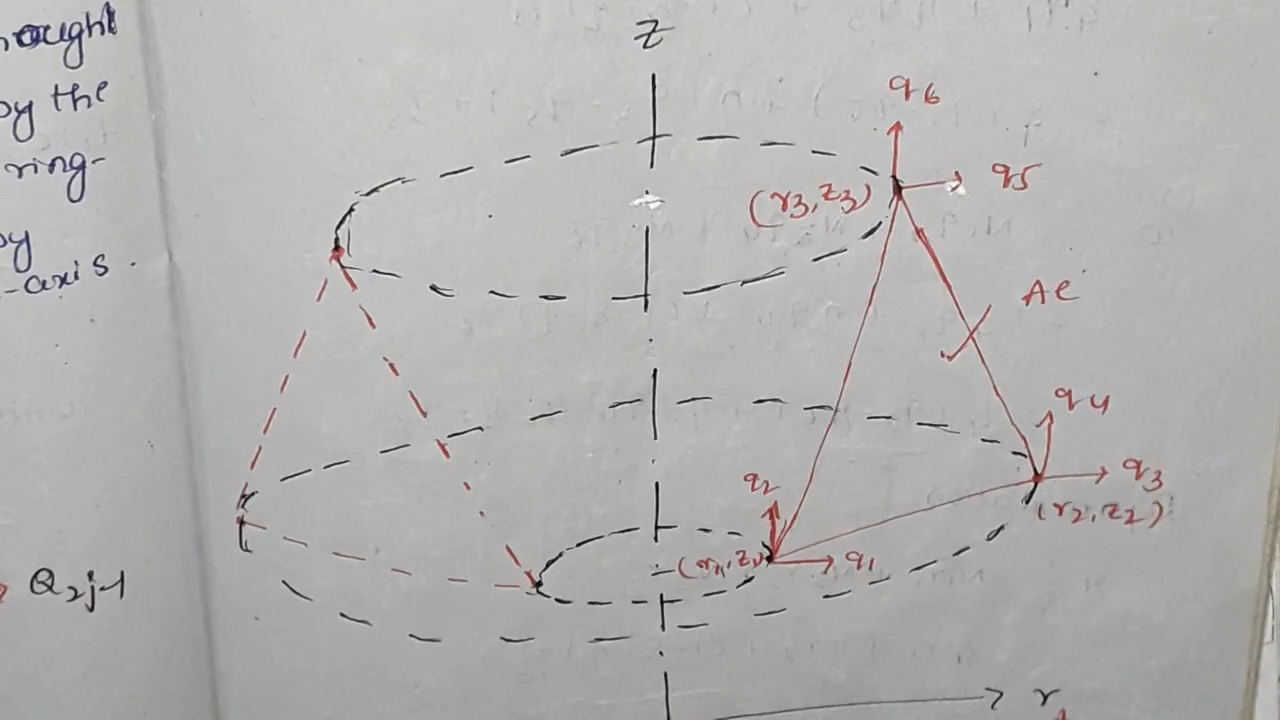 ought
by the
ring-
by
-axis.
Q2j-1
z
q6
q5
(r3,z3)
Ae
q4
q3
(r2,z2)
q2
(r1,z1)
q1
r